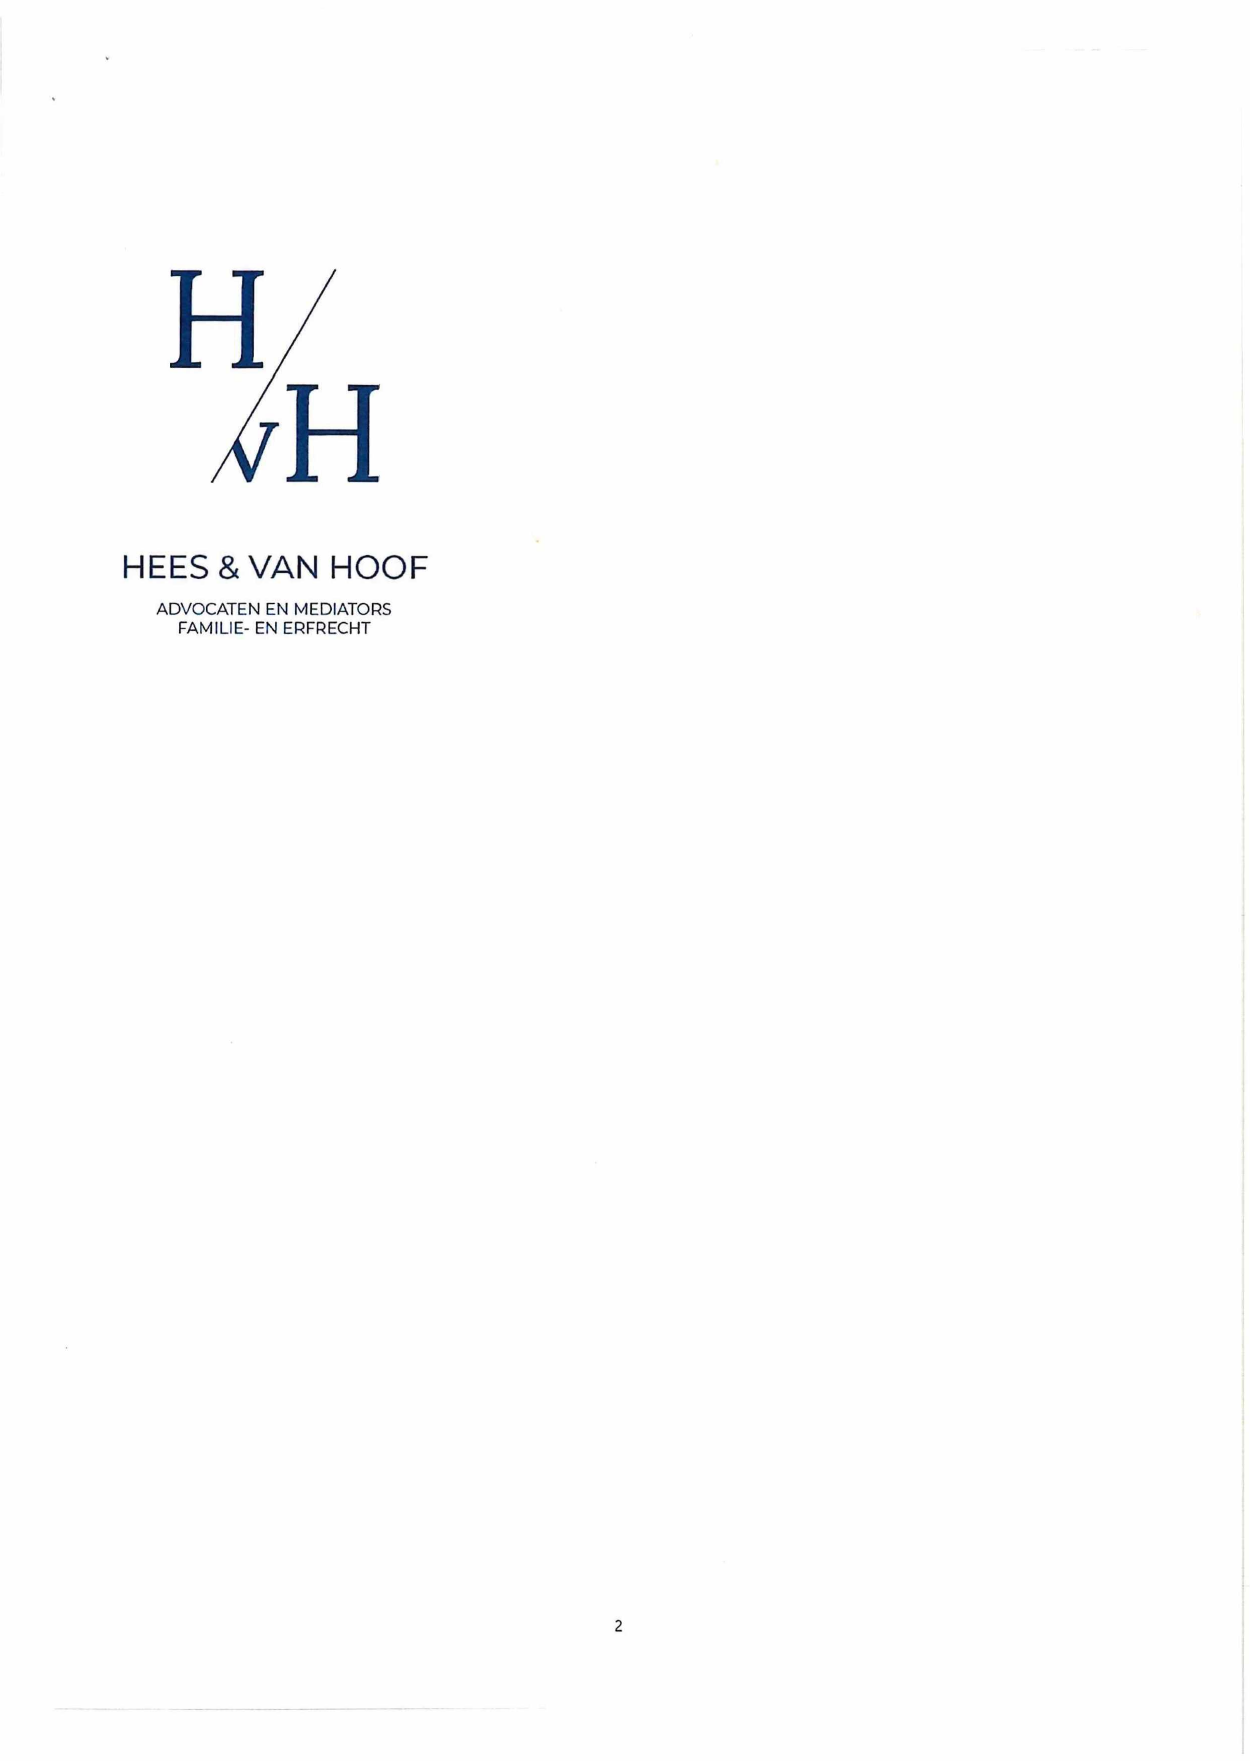 H
vH
HEES & VAN HOOF
ADVOCATEN EN MEDIATORS
FAMILIE- EN ERFRECHT
2